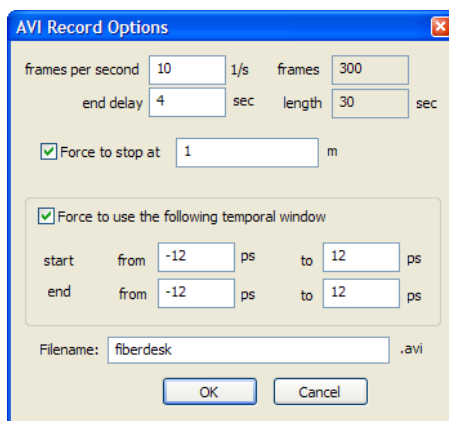 AVI Record Options
frames per second 10 1/s frames 300
end delay 4 sec length 30 sec
Force to stop at 1 m
Force to use the following temporal window
start from -12 ps to 12 ps
end from -12 ps to 12 ps
Filename: fiberdesk .avi
OK Cancel